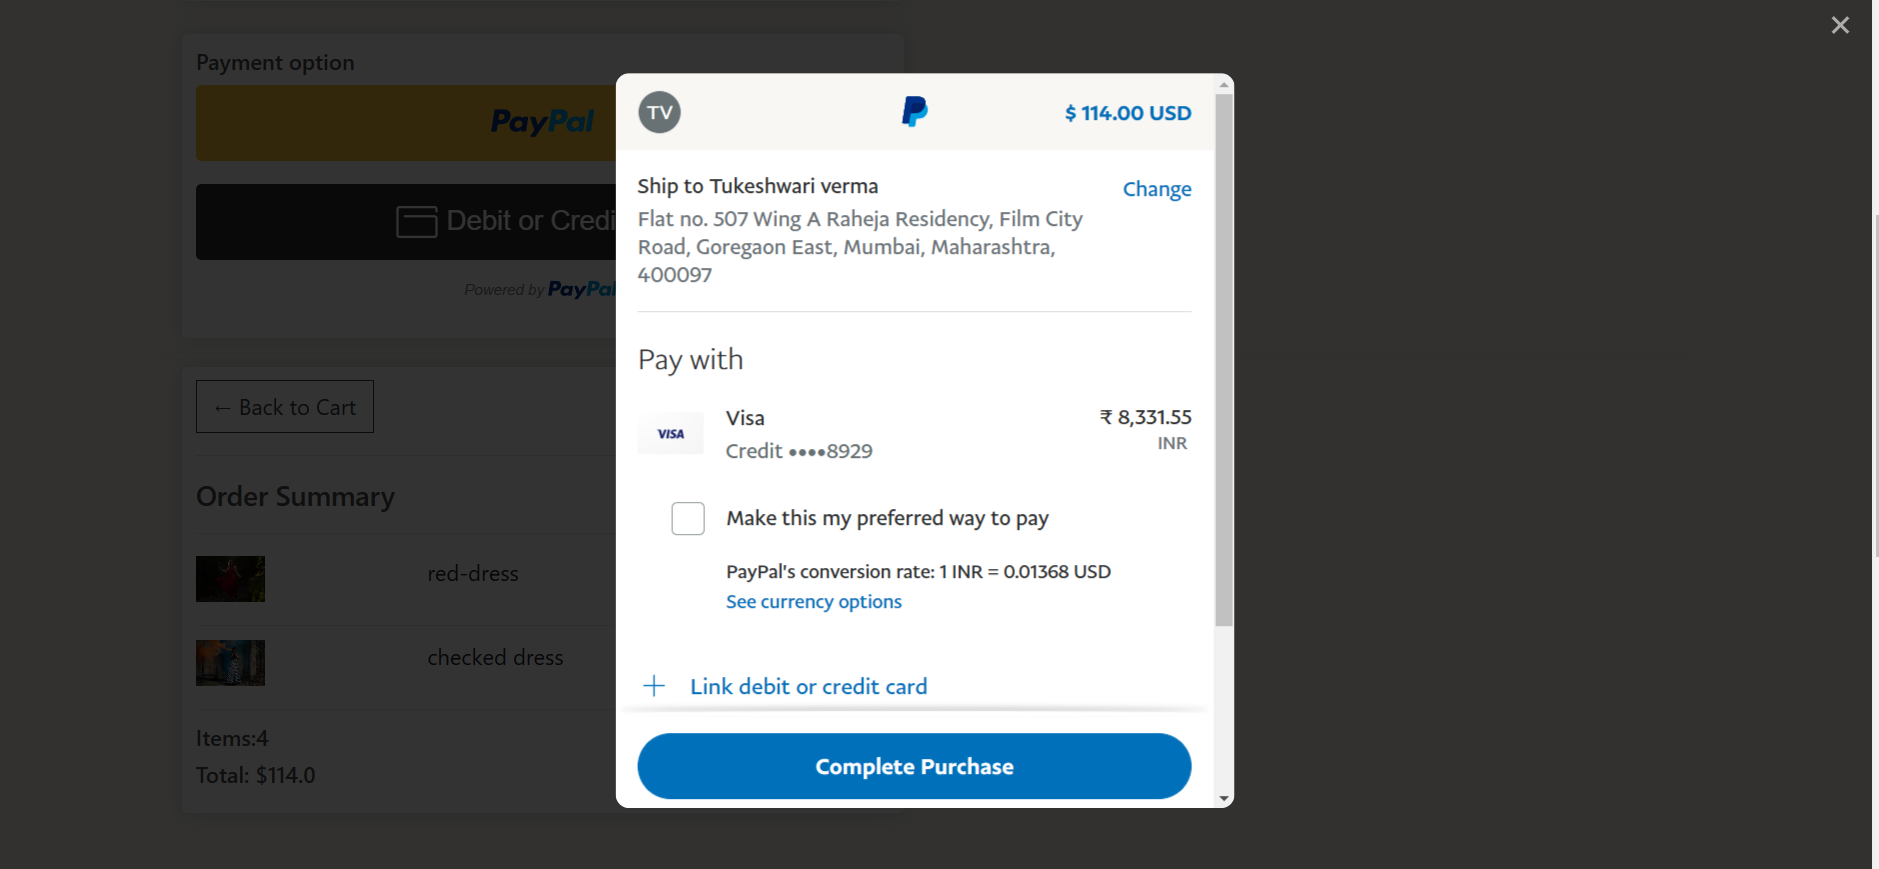 Payment option
PayPal
Debit or Credi
Powered by PayPal
← Back to Cart
Order Summary
red-dress
checked dress
Items:4
Total: $114.0
TV
$ 114.00 USD
Ship to Tukeshwari verma
Change
Flat no. 507 Wing A Raheja Residency, Film City
Road, Goregaon East, Mumbai, Maharashtra,
400097
Pay with
VISA
Visa
₹ 8,331.55
Credit ••••8929
INR
Make this my preferred way to pay
PayPal's conversion rate: 1 INR = 0.01368 USD
See currency options
+ Link debit or credit card
Complete Purchase